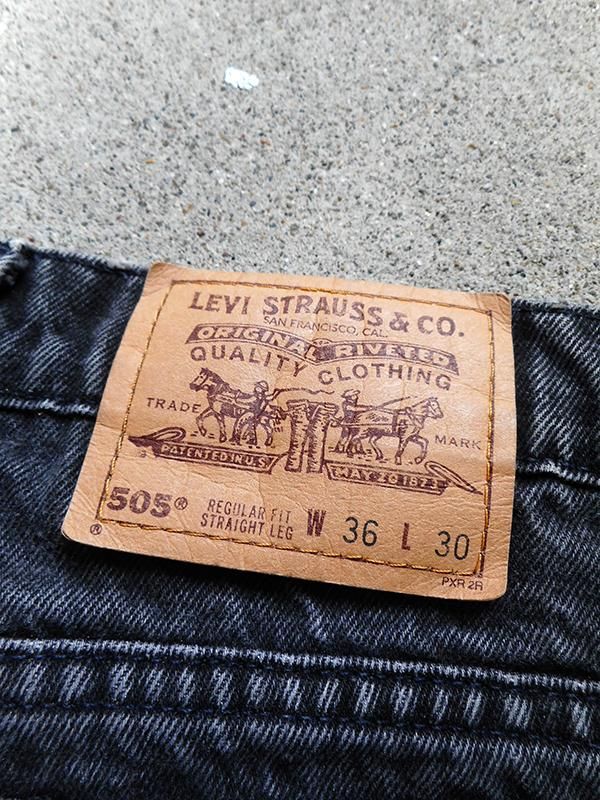 LEVI STRAUSS & CO.
SAN FRANCISCO, CAL.
ORIGINAL RIVETED
QUALITY CLOTHING
TRADE MARK
PATENTED IN U.S. MAY 20 1873
505® REGULAR FIT
STRAIGHT LEG W 36 L 30
® PXR 2R